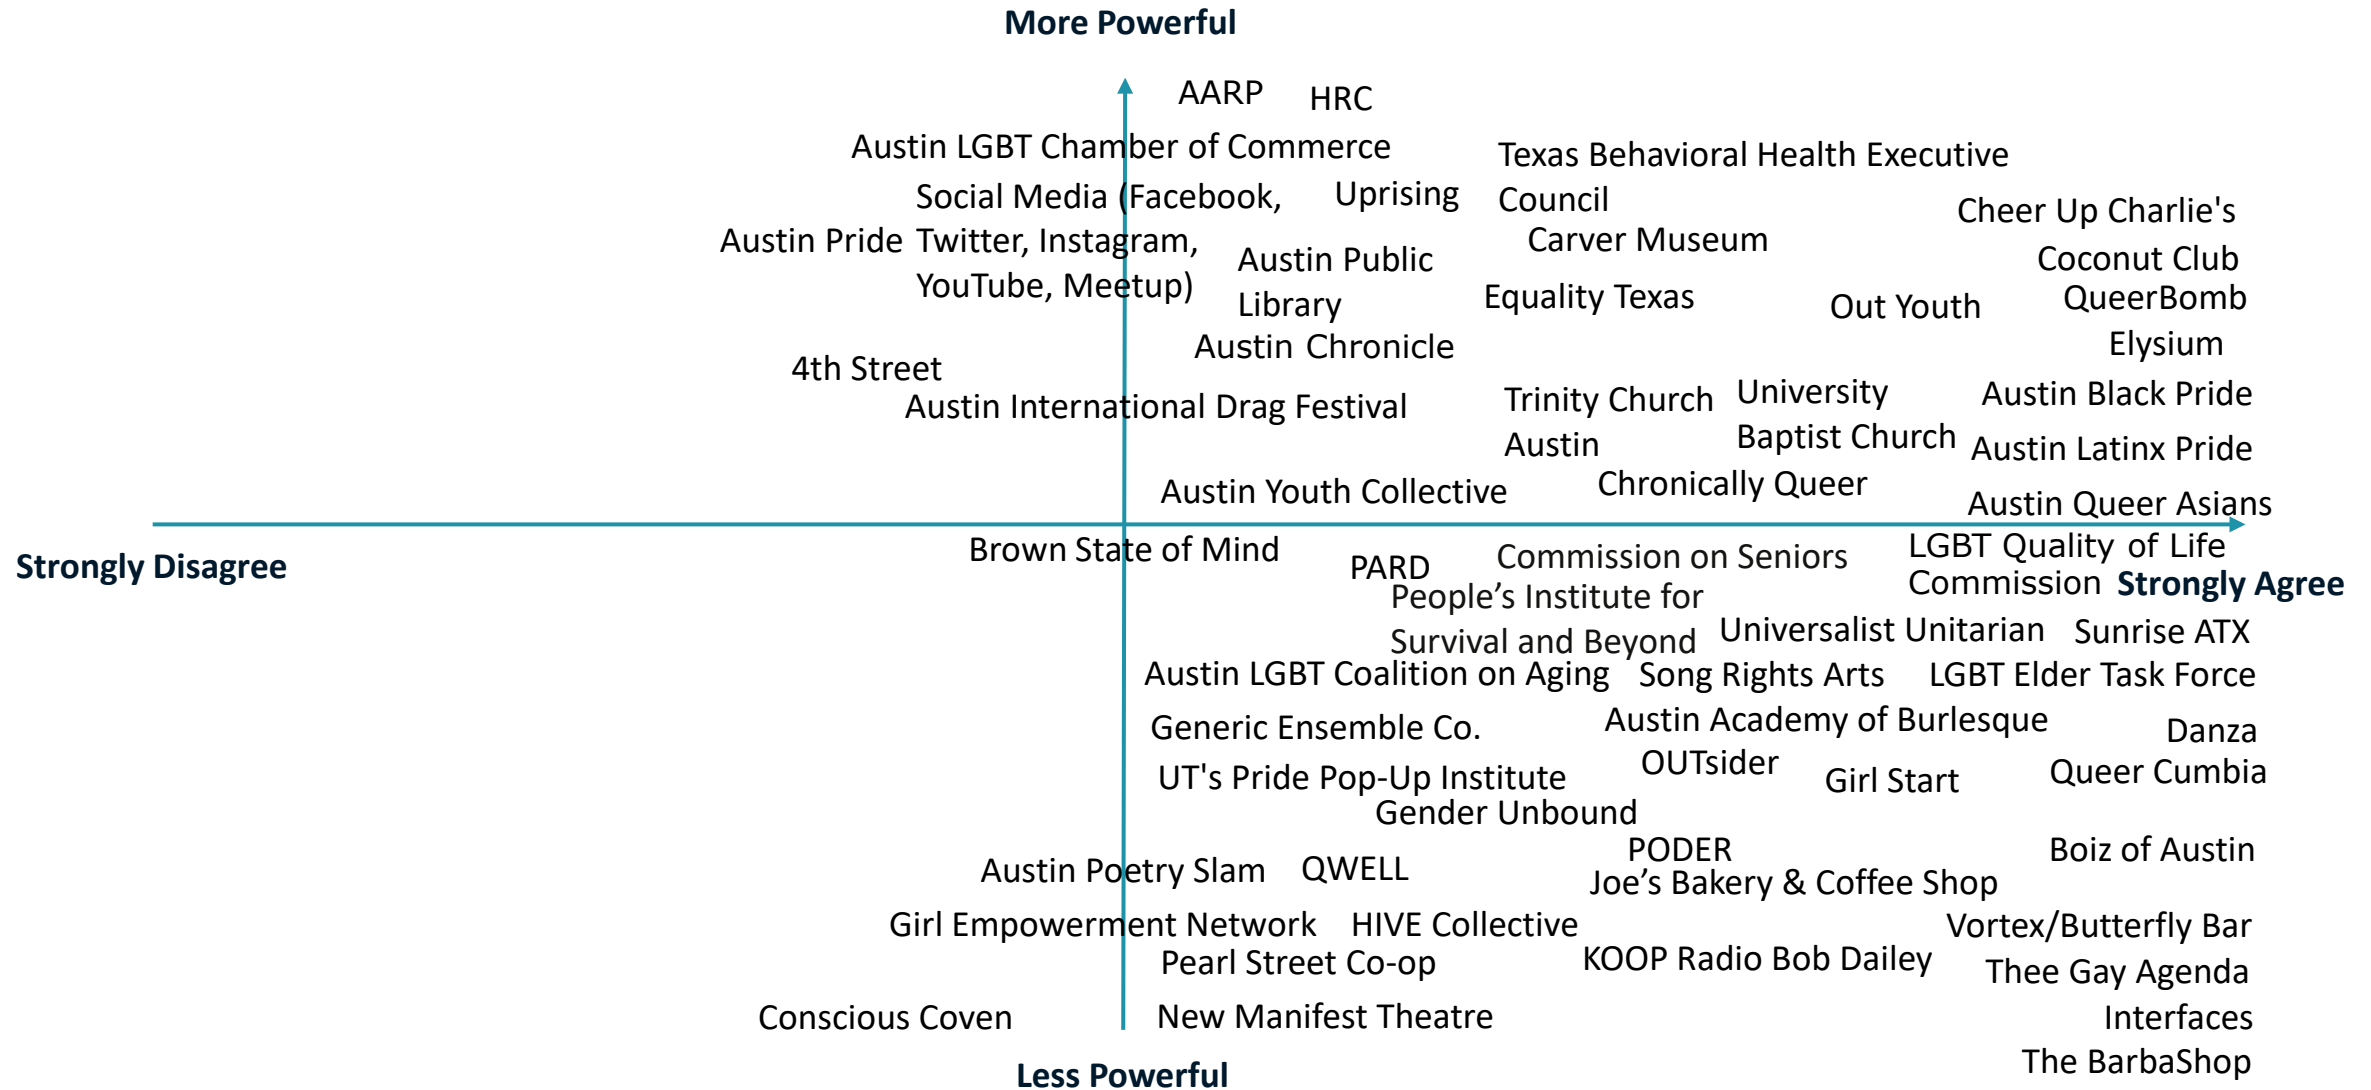 More Powerful
AARP
HRC
Austin LGBT Chamber of Commerce
Texas Behavioral Health Executive
Council
Social Media (Facebook,
Twitter, Instagram,
YouTube, Meetup)
Uprising
Cheer Up Charlie's
Austin Pride
Carver Museum
Austin Public
Library
Coconut Club
Equality Texas
Out Youth
QueerBomb
Austin Chronicle
Elysium
4th Street
Austin International Drag Festival
Trinity Church
Austin
University
Baptist Church
Austin Black Pride
Austin Latinx Pride
Austin Youth Collective
Chronically Queer
Austin Queer Asians
Strongly Disagree
Brown State of Mind
PARD
Commission on Seniors
LGBT Quality of Life
Commission
Strongly Agree
People’s Institute for
Survival and Beyond
Universalist Unitarian
Sunrise ATX
Austin LGBT Coalition on Aging
Song Rights Arts
LGBT Elder Task Force
Generic Ensemble Co.
Austin Academy of Burlesque
Danza
UT's Pride Pop-Up Institute
OUTsider
Girl Start
Queer Cumbia
Gender Unbound
PODER
Boiz of Austin
Austin Poetry Slam
QWELL
Joe’s Bakery & Coffee Shop
Girl Empowerment Network
HIVE Collective
Vortex/Butterfly Bar
Pearl Street Co-op
KOOP Radio Bob Dailey
Thee Gay Agenda
Conscious Coven
New Manifest Theatre
Interfaces
The BarbaShop
Less Powerful